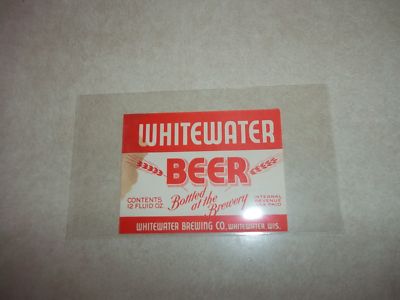 WHITEWATER
BEER
CONTENTS
12 FLUID OZ.
Bottled
at the
Brewery
INTERNAL
REVENUE
TAX PAID
WHITEWATER BREWING CO., WHITEWATER, WIS.